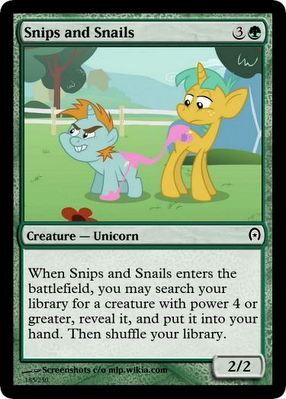 Snips and Snails 3
Creature — Unicorn
When Snips and Snails enters the
battlefield, you may search your
library for a creature with power 4 or
greater, reveal it, and put it into your
hand. Then shuffle your library.
Screenshots c/o mlp.wikia.com
2/2